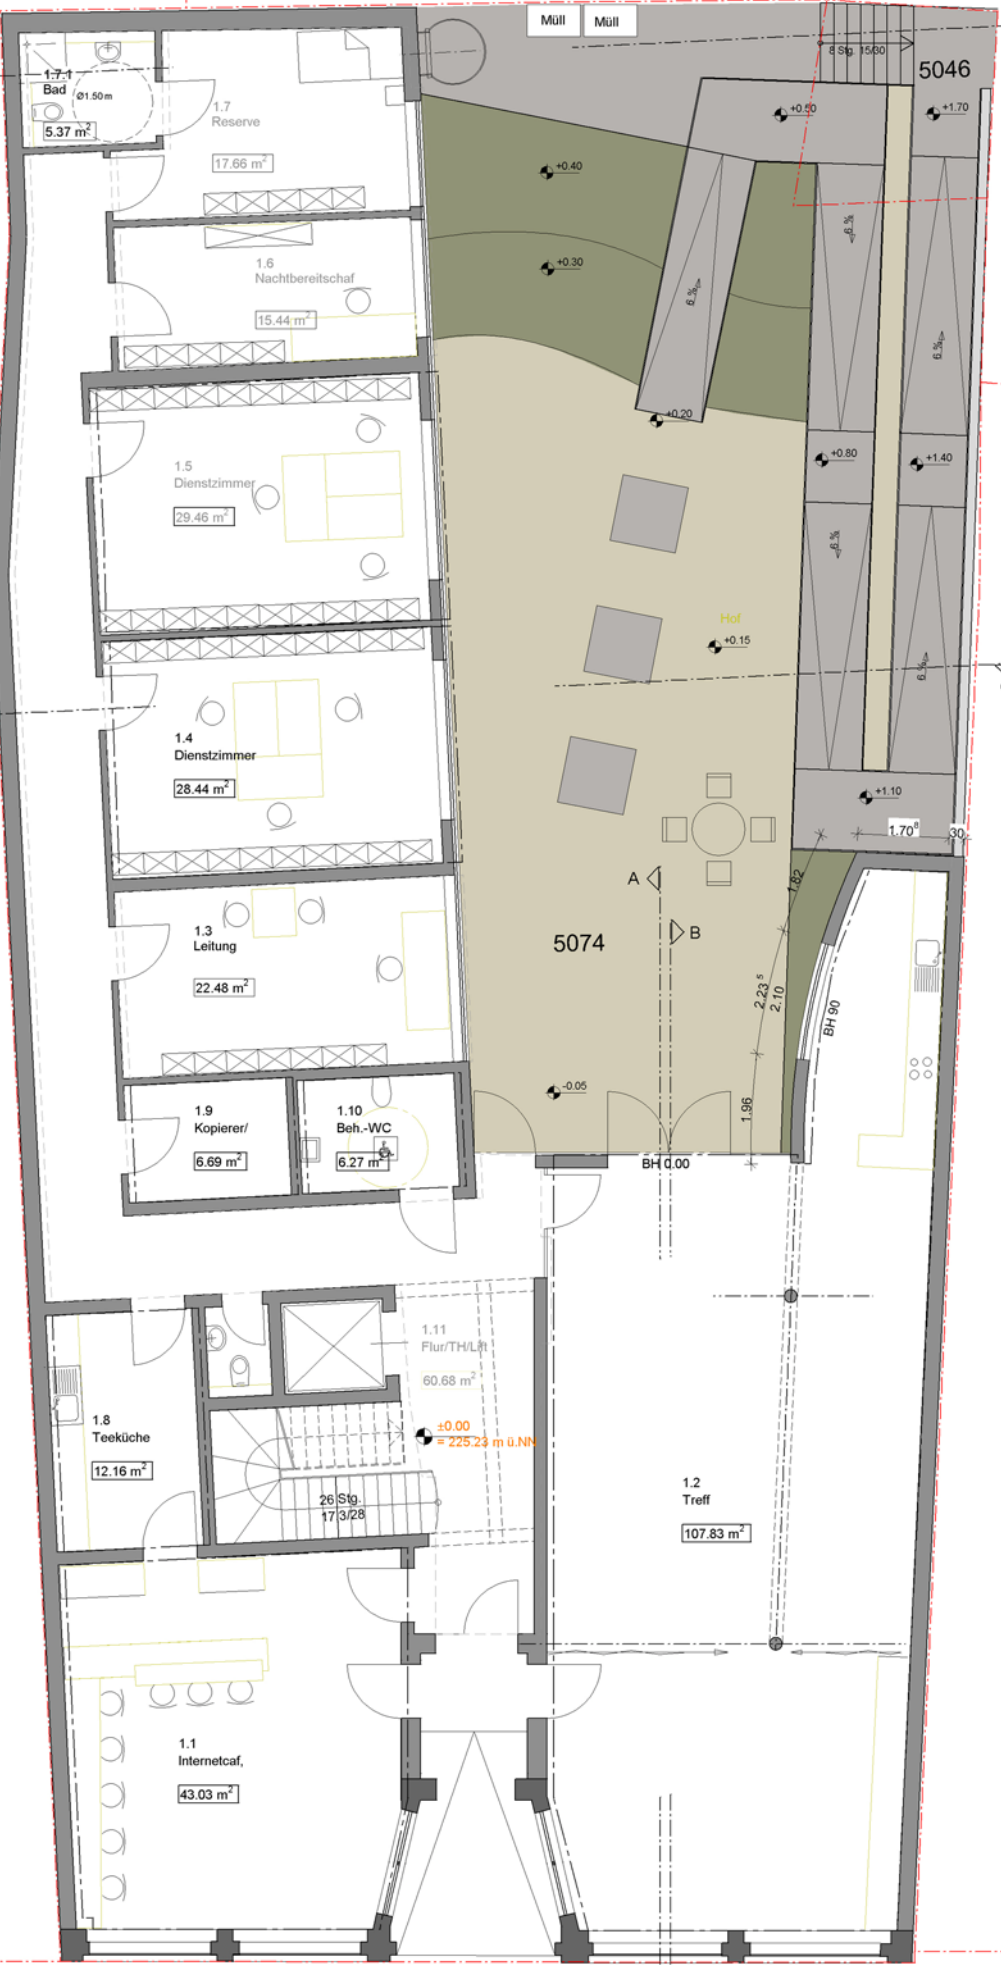 Müll
Müll
8 Stg. 15/30
5046
1.7.1
Bad
Ø1.50 m
5.37 m²
1.7
Reserve
17.66 m²
+0.50
+1.70
+0.40
+0.30
6 %
6 %
6 %
1.6
Nachtbereitschaf
15.44 m²
+0.20
+0.80
+1.40
1.5
Dienstzimmer
29.46 m²
6 %
6 %
Hof
+0.15
1.4
Dienstzimmer
28.44 m²
+1.10
1.70⁸
30
1.82
A
B
5074
1.3
Leitung
22.48 m²
2.23⁵
2.10
BH 90
-0.05
1.96
1.9
Kopierer/
6.69 m²
1.10
Beh.-WC
6.27 m²
BH 0.00
1.11
Flur/TH/Lift
60.68 m²
±0.00
= 225.23 m ü.NN
1.8
Teeküche
12.16 m²
26 Stg.
17.3/28
1.2
Treff
107.83 m²
1.1
Internetcaf,
43.03 m²